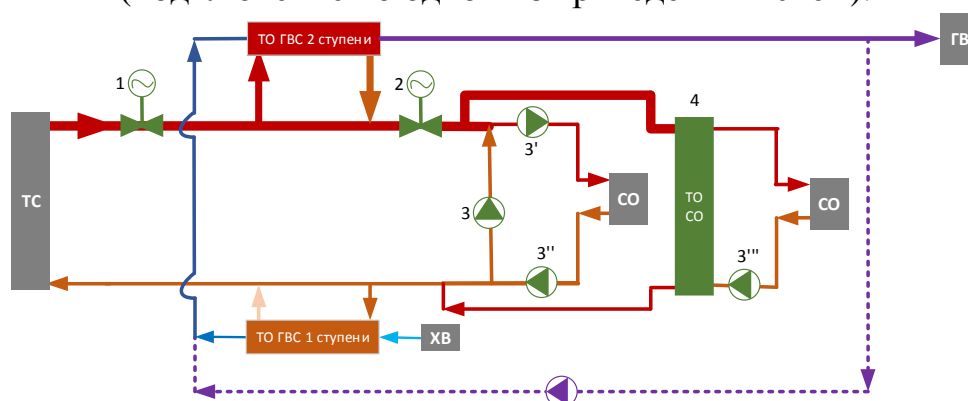 ТО ГВС 2 ступени
ГВ
1
2
4
3'
ТС
3
СО
ТО
СО
СО
3''
3'''
ТО ГВС 1 ступени
ХВ